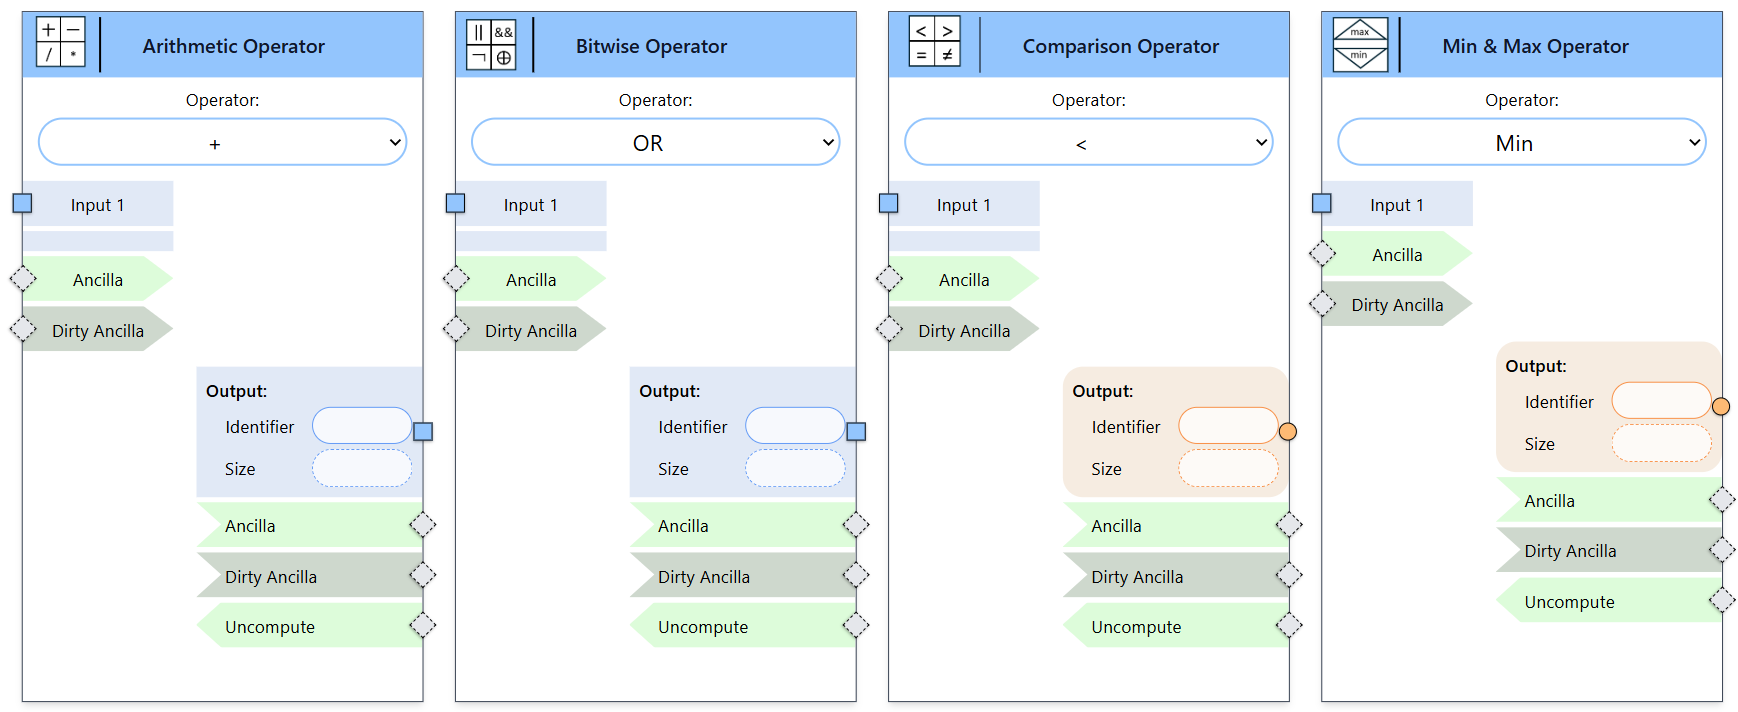 + −
/ *
Arithmetic Operator
Operator:
+
Input 1
Ancilla
Dirty Ancilla
Output:
Identifier
Size
Ancilla
Dirty Ancilla
Uncompute
|| &&
¬ ⊕
Bitwise Operator
Operator:
OR
Input 1
Ancilla
Dirty Ancilla
Output:
Identifier
Size
Ancilla
Dirty Ancilla
Uncompute
< >
= ≠
Comparison Operator
Operator:
<
Input 1
Ancilla
Dirty Ancilla
Output:
Identifier
Size
Ancilla
Dirty Ancilla
Uncompute
max
min
Min & Max Operator
Operator:
Min
Input 1
Ancilla
Dirty Ancilla
Output:
Identifier
Size
Ancilla
Dirty Ancilla
Uncompute